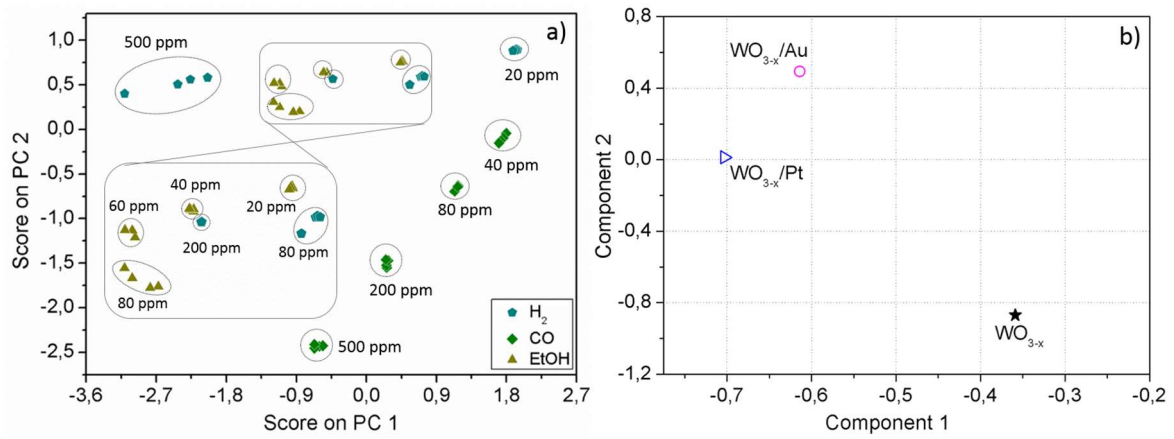 a)
Score on PC 2
1,0
0,5
0,0
-0,5
-1,0
-1,5
-2,0
-2,5
500 ppm
20 ppm
40 ppm
80 ppm
200 ppm
500 ppm
60 ppm
40 ppm
20 ppm
200 ppm
80 ppm
80 ppm
H₂
CO
EtOH
-3,6 -2,7 -1,8 -0,9 0,0 0,9 1,8 2,7
Score on PC 1
b)
Component 2
0,8
0,4
0,0
-0,4
-0,8
-1,2
WO₃₋ₓ/Au
WO₃₋ₓ/Pt
WO₃₋ₓ
-0,7 -0,6 -0,5 -0,4 -0,3 -0,2
Component 1